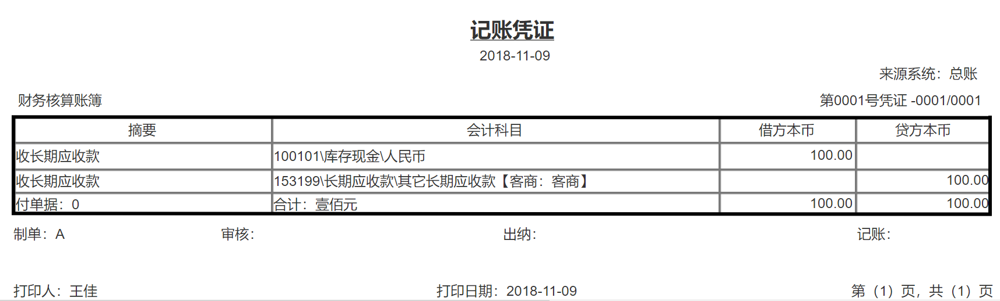 记账凭证
2018-11-09
来源系统：总账
财务核算账簿 第0001号凭证 -0001/0001
摘要 会计科目 借方本币 贷方本币
收长期应收款 100101\库存现金\人民币 100.00
收长期应收款 153199\长期应收款\其它长期应收款【客商：客商】 100.00
付单据：0 合计：壹佰元 100.00 100.00
制单：A 审核： 出纳： 记账：
打印人：王佳 打印日期：2018-11-09 第（1）页，共（1）页